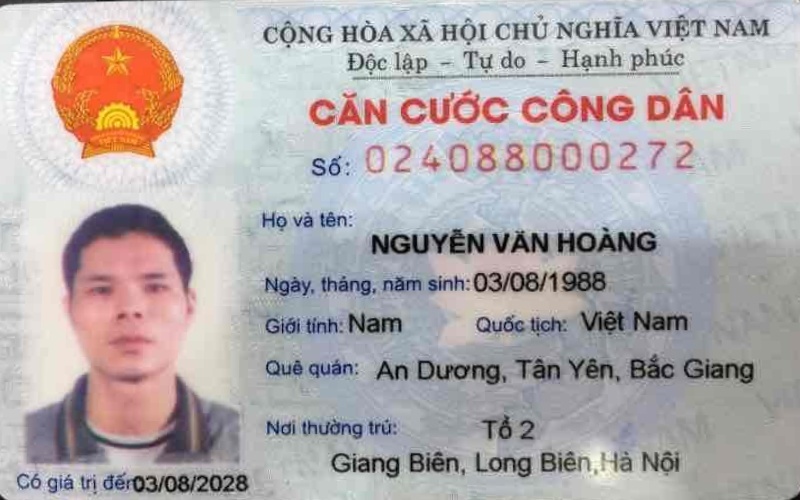 CỘNG HÒA XÃ HỘI CHỦ NGHĨA VIỆT NAM
Độc lập - Tự do - Hạnh phúc
CĂN CƯỚC CÔNG DÂN
Số: 024088000272
Họ và tên:
NGUYỄN VĂN HOÀNG
Ngày, tháng, năm sinh: 03/08/1988
Giới tính: Nam Quốc tịch: Việt Nam
Quê quán: An Dương, Tân Yên, Bắc Giang
Nơi thường trú: Tổ 2
Giang Biên, Long Biên,Hà Nội
Có giá trị đến 03/08/2028
VIỆT NAM